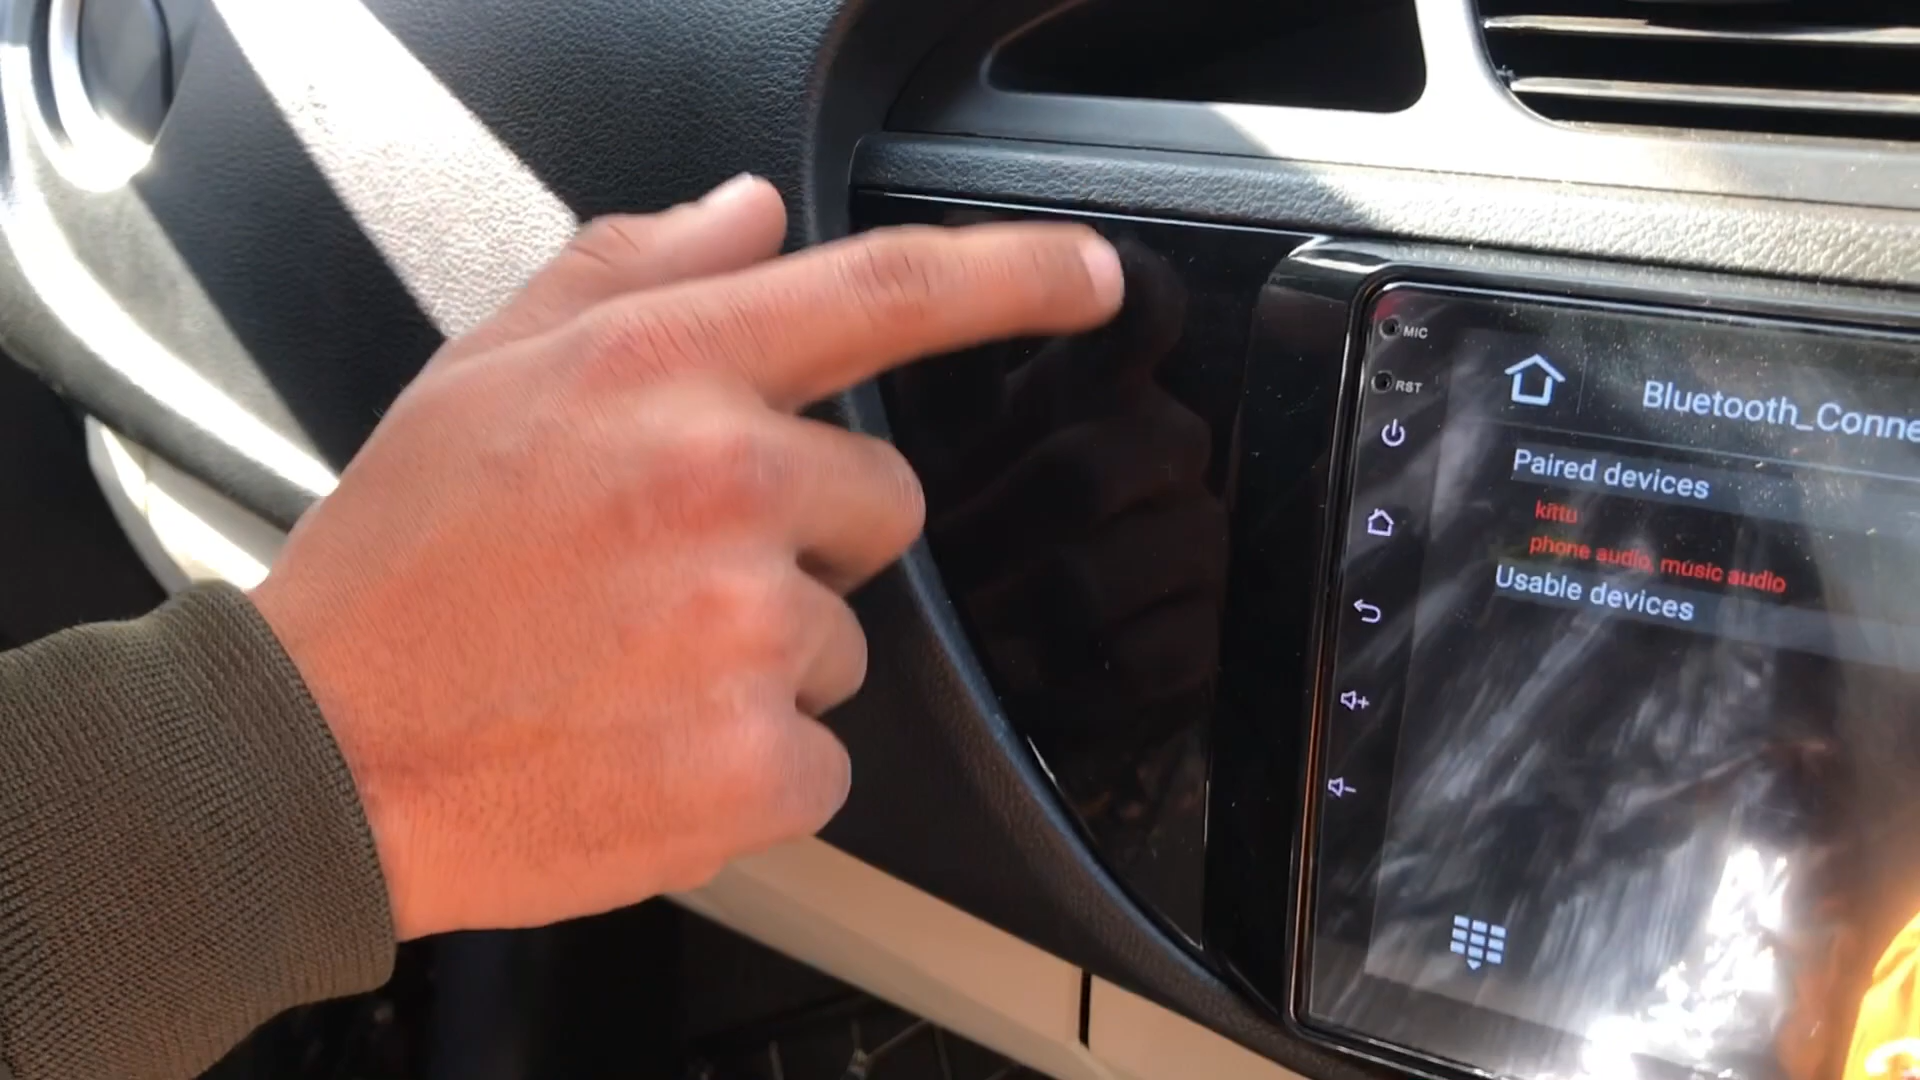 MIC
RST
Bluetooth_Conne
Paired devices
kittu
phone audio, music audio
Usable devices